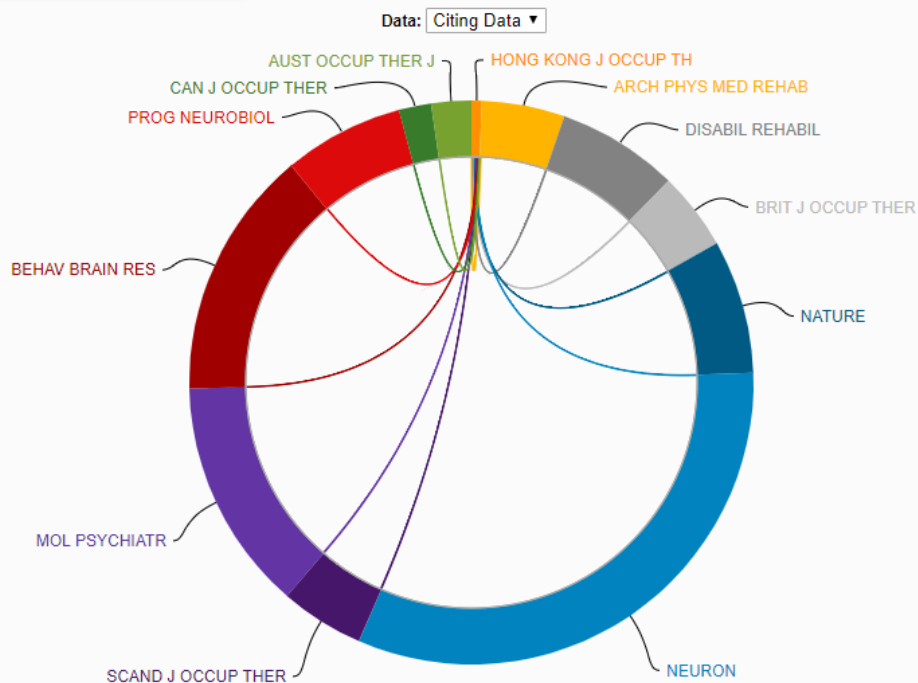 Data: Citing Data
AUST OCCUP THER J
HONG KONG J OCCUP TH
CAN J OCCUP THER
ARCH PHYS MED REHAB
PROG NEUROBIOL
DISABIL REHABIL
BRIT J OCCUP THER
BEHAV BRAIN RES
NATURE
MOL PSYCHIATR
SCAND J OCCUP THER
NEURON